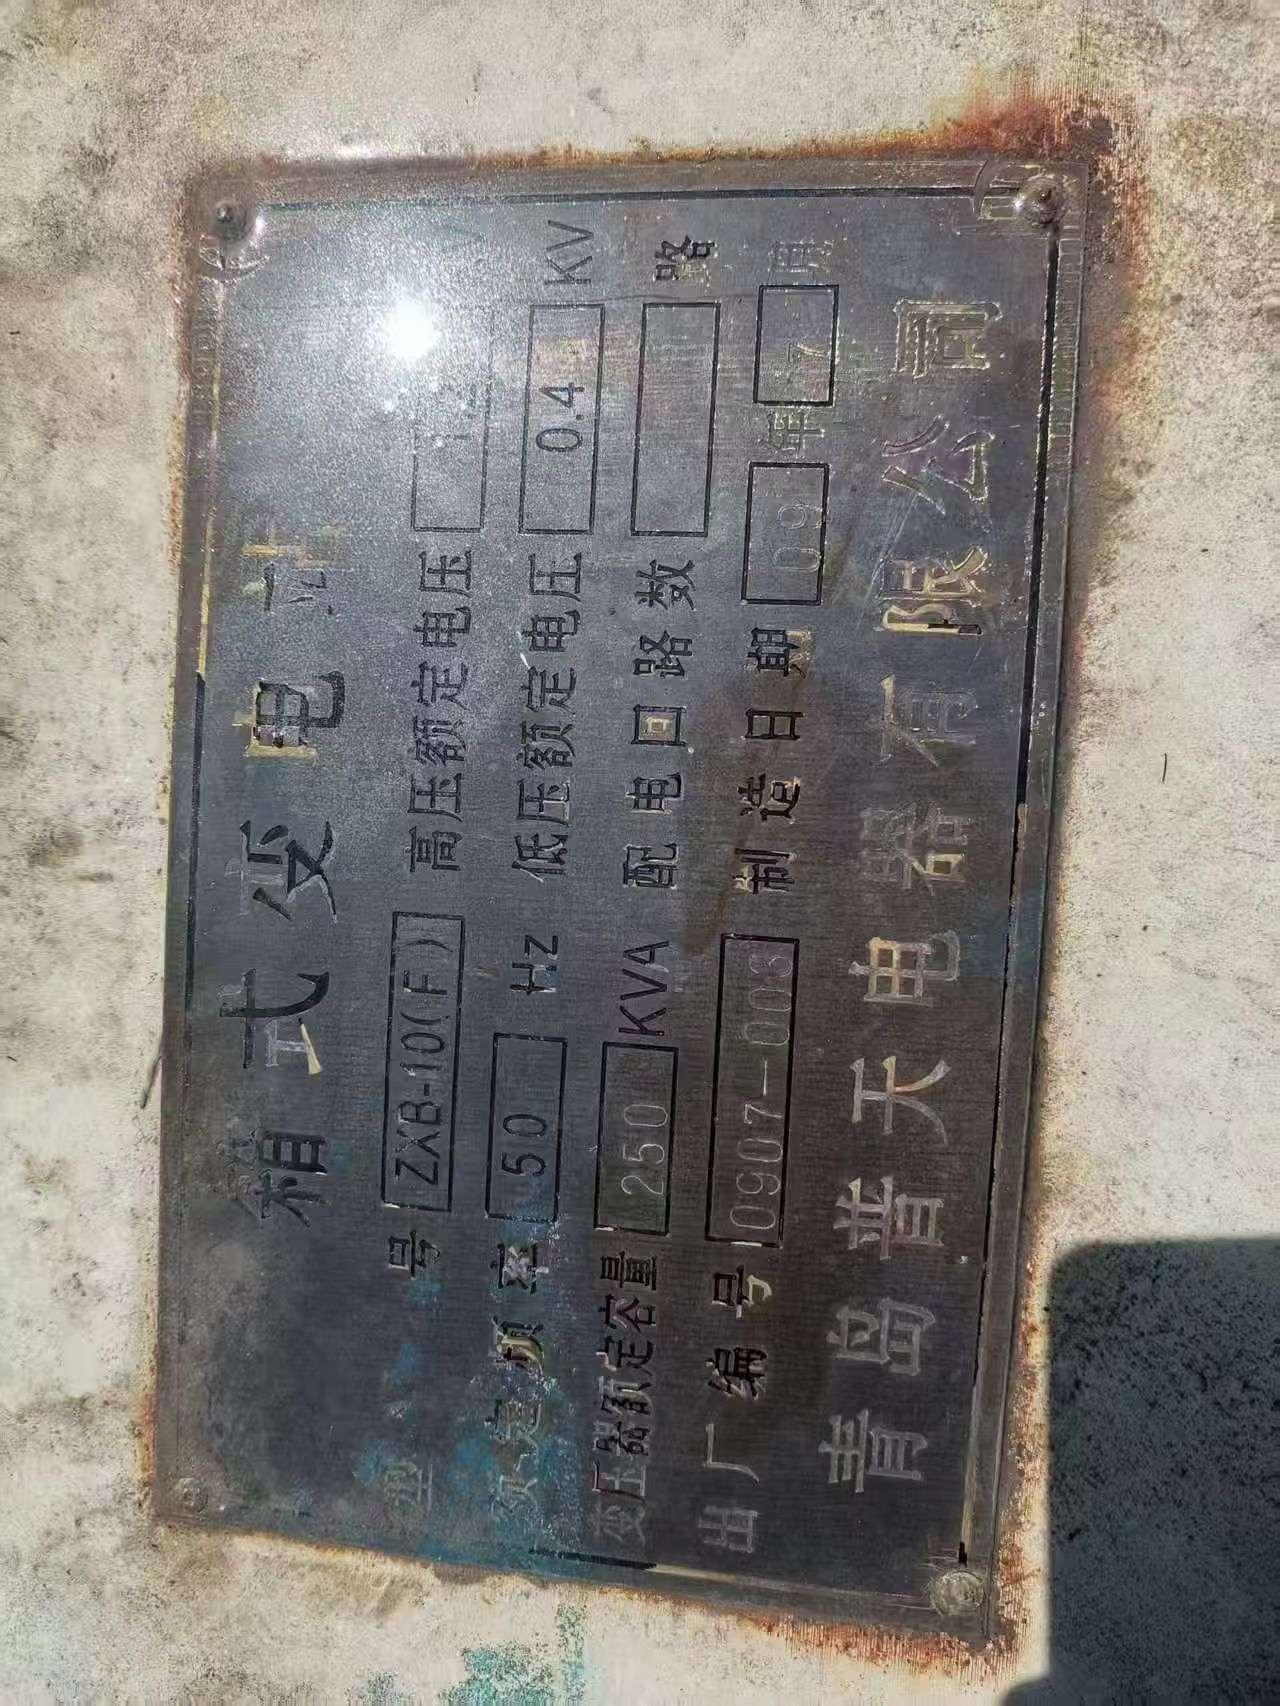 箱式变电站
型 号 ZXB-10(F) 高压额定电压
额定频率 50 Hz 低压额定电压 0.4 KV
变压器额定容量 250 KVA 配电回路数 路
出厂编号 0907-003 制造日期 09 年 7 月
青岛普天电器有限公司